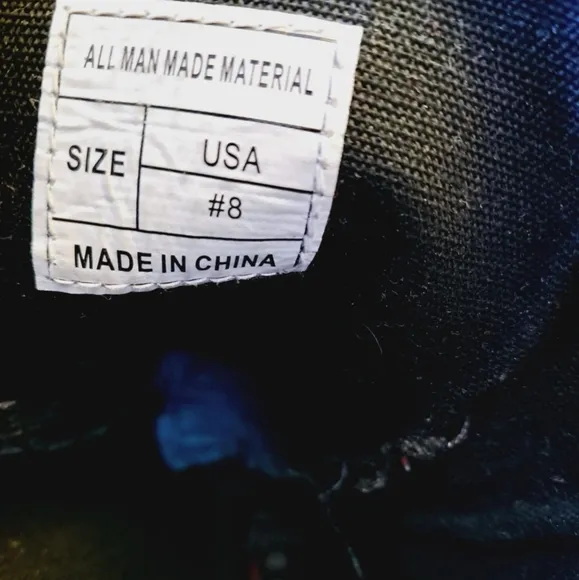 ALL MAN MADE MATERIAL
SIZE
USA
#8
MADE IN CHINA